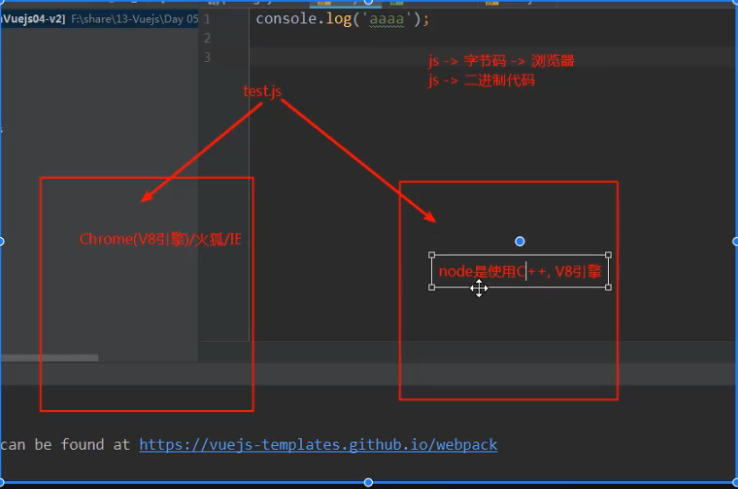 Vuejs04-v2] F:\share\13-Vuejs\Day 05
1 console.log('aaaa');
2
3
js -> 字节码 -> 浏览器
js -> 二进制代码
test.js
Chrome(V8引擎)/火狐/IE
node是使用C++, V8引擎
can be found at https://vuejs-templates.github.io/webpack